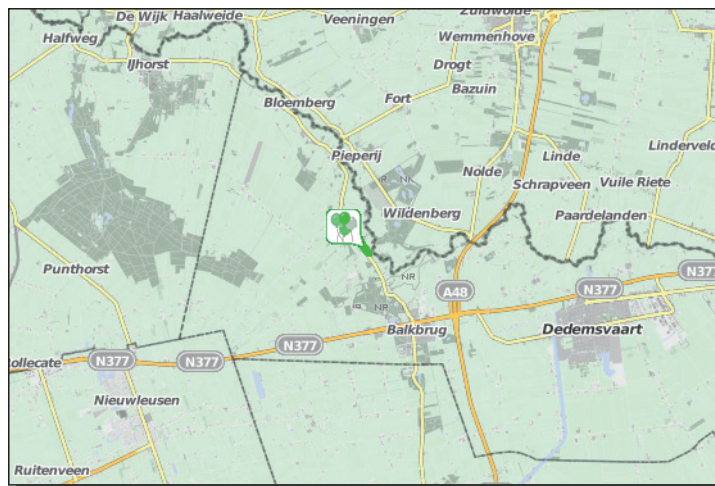 De Wijk
Haalweide
Veeningen
Zuidwolde
Halfweg
Wemmenhove
IJhorst
Drogt
Bazuin
Bloemberg
Fort
Linderveld
Pieperij
Linde
Nolde
NR
Schrapveen
Vuile Riete
Wildenberg
Paardelanden
Punthorst
NR
N377
A48
N377
NR
Balkbrug
Dedemsvaart
N377
Rollecate
N377
N377
Nieuwleusen
Ruitenveen